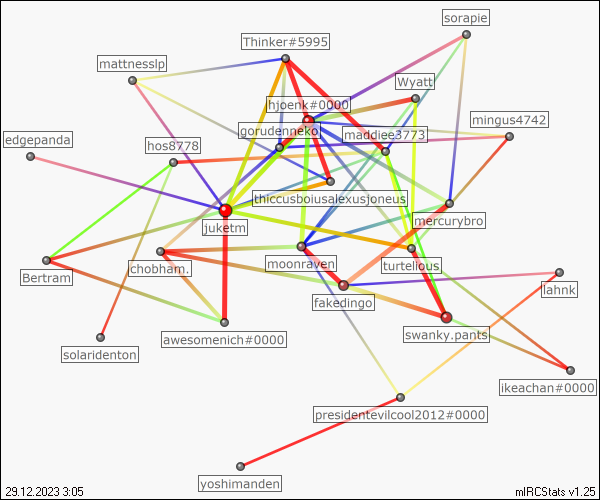 sorapie
Thinker#5995
mattnesslp
Wyatt
hjoenk#0000
mingus4742
gorudenneko
maddiee3773
edgepanda
hos8778
thiccusboiusalexusjoneus
mercurybro
juketm
moonraven
turtelious
Bertram
chobham.
lahnk
fakedingo
swanky.pants
awesomenich#0000
solaridenton
ikeachan#0000
presidentevilcool2012#0000
yoshimanden
29.12.2023 3:05
mIRCStats v1.25